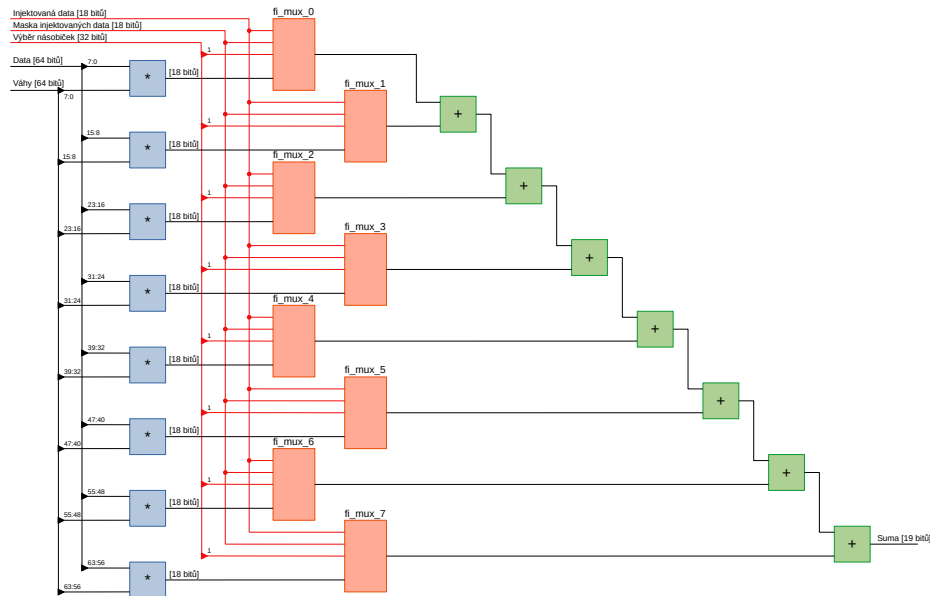 fi_mux_0
Injektovaná data [18 bitů]
Maska injektovaných data [18 bitů]
Výběr násobiček [32 bitů]
1
Data [64 bitů]
7:0
*
[18 bitů]
Váhy [64 bitů]
7:0
fi_mux_1
+
1
15:8
*
[18 bitů]
15:8
fi_mux_2
+
1
23:16
*
[18 bitů]
23:16
fi_mux_3
+
1
31:24
*
[18 bitů]
31:24
fi_mux_4
+
1
39:32
*
[18 bitů]
39:32
fi_mux_5
+
1
47:40
*
[18 bitů]
47:40
fi_mux_6
+
1
55:48
*
[18 bitů]
55:48
fi_mux_7
+
Suma [19 bitů]
1
63:56
*
[18 bitů]
63:56